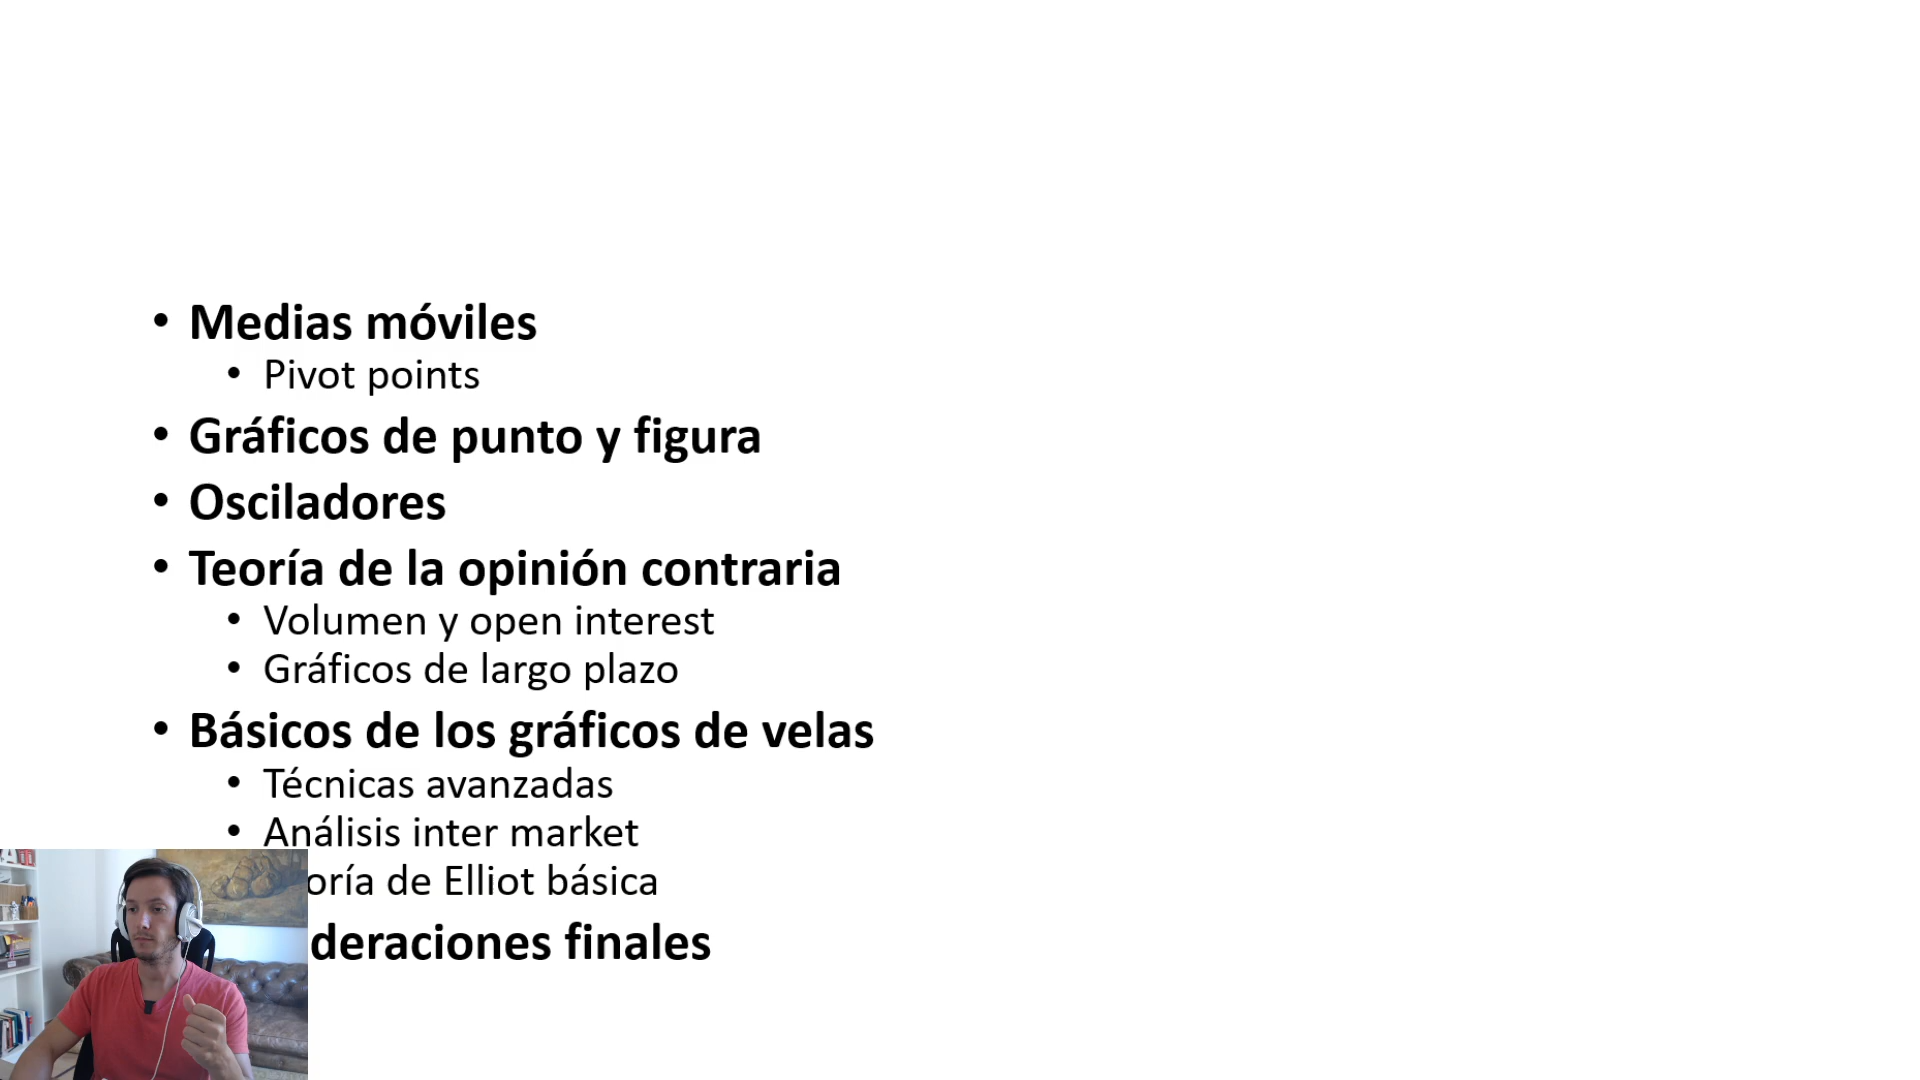 • Medias móviles
• Pivot points
• Gráficos de punto y figura
• Osciladores
• Teoría de la opinión contraria
• Volumen y open interest
• Gráficos de largo plazo
• Básicos de los gráficos de velas
• Técnicas avanzadas
• Análisis inter market
oría de Elliot básica
deraciones finales